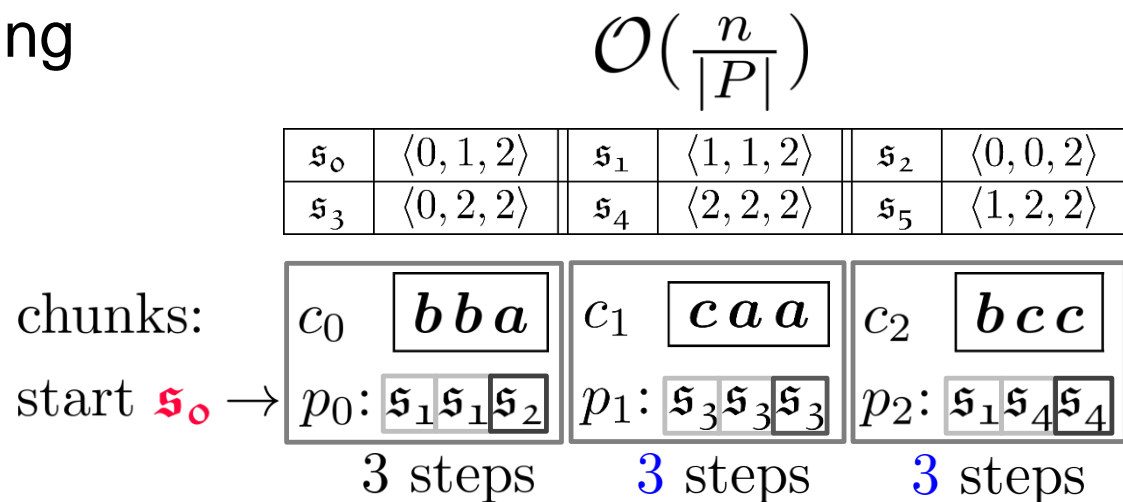 ng
𝒪(n/|P|)
𝔰₀ ⟨0, 1, 2⟩ 𝔰₁ ⟨1, 1, 2⟩ 𝔰₂ ⟨0, 0, 2⟩
𝔰₃ ⟨0, 2, 2⟩ 𝔰₄ ⟨2, 2, 2⟩ 𝔰₅ ⟨1, 2, 2⟩
chunks: c₀ b b a c₁ c a a c₂ b c c
start 𝔰₀ → p₀: 𝔰₁ 𝔰₁ 𝔰₂ p₁: 𝔰₃ 𝔰₃ 𝔰₃ p₂: 𝔰₁ 𝔰₄ 𝔰₄
3 steps 3 steps 3 steps